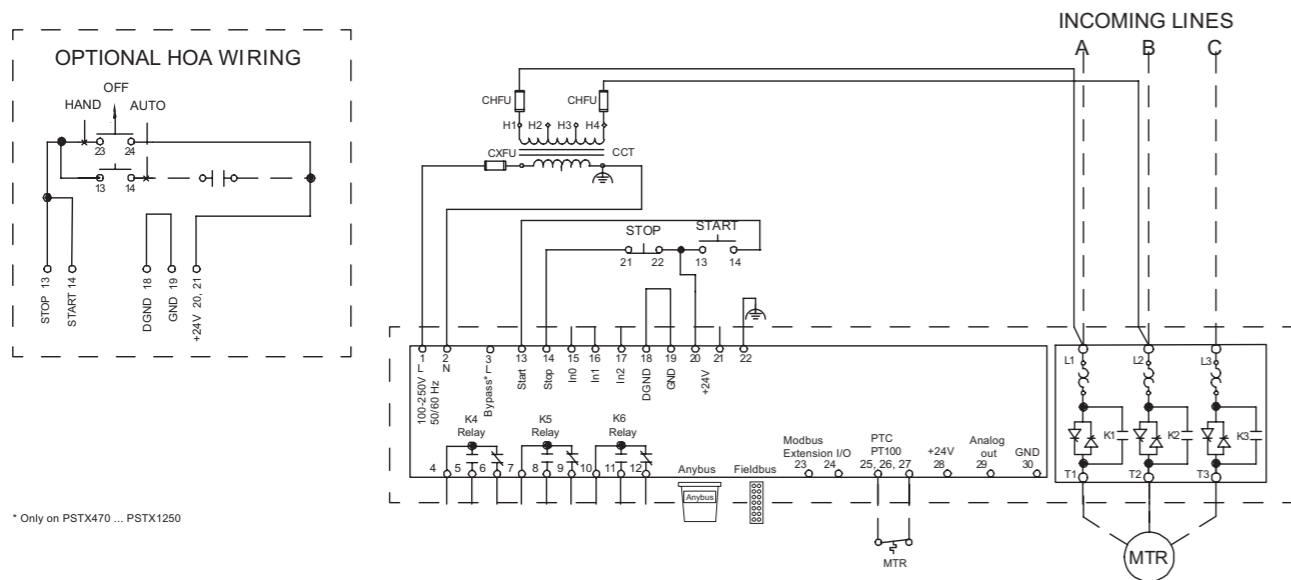 OPTIONAL HOA WIRING
OFF
HAND
AUTO
23 24
13 14
STOP 13
START 14
DGND 18
GND 19
+24V 20, 21
INCOMING LINES
A B C
CHFU CHFU
H1 H2 H3 H4
CXFU CCT
STOP START
21 22 13 14
1 2 3 13 14 15 16 17 18 19 20 21 22
L
N
L
100-250V
50/60 Hz
Bypass*
Start
Stop
In0
In1
In2
DGND
GND
+24V
K4
Relay
K5
Relay
K6
Relay
4 5 6 7 8 9 10 11 12
Anybus
Anybus
Fieldbus
Modbus
Extension I/O
23 24
PTC
PT100
25, 26, 27
+24V
28
Analog
out
29
GND
30
MTR
L1 L2 L3
K1 K2 K3
T1 T2 T3
MTR
* Only on PSTX470 ... PSTX1250